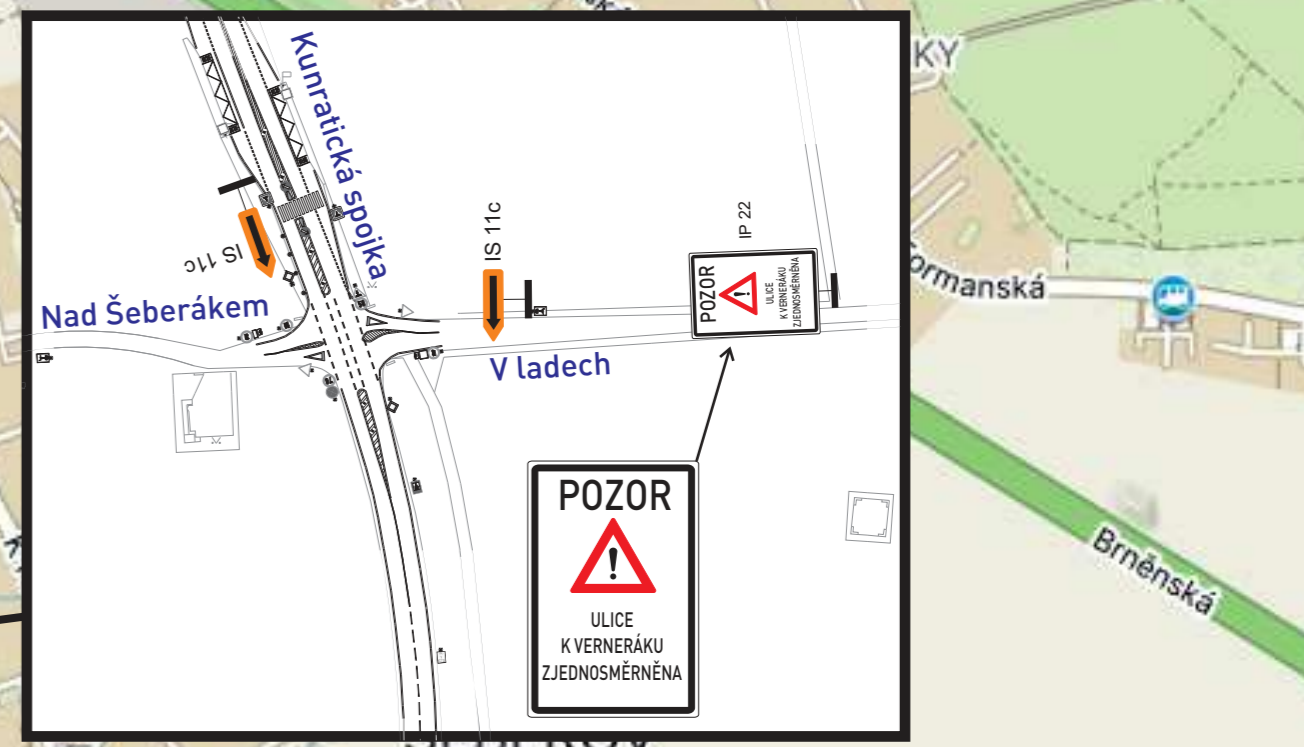 KY
Kunratická spojka
IS 11c
IS 11c
IP 22
POZOR
!
ULICE
K VERNERÁKU
ZJEDNOSMĚRNĚNA
Nad Šeberákem
V ladech
POZOR
!
ULICE
K VERNERÁKU
ZJEDNOSMĚRNĚNA
Formanská
Brněnská